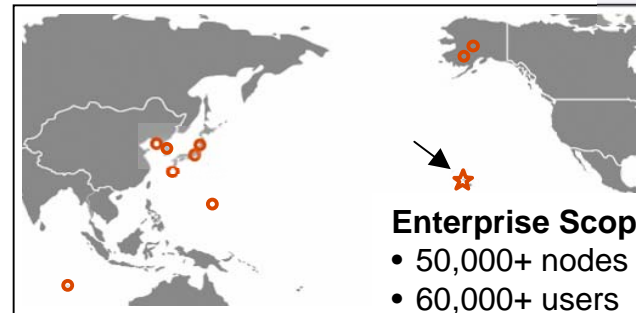 Enterprise Scop
• 50,000+ nodes
• 60,000+ users